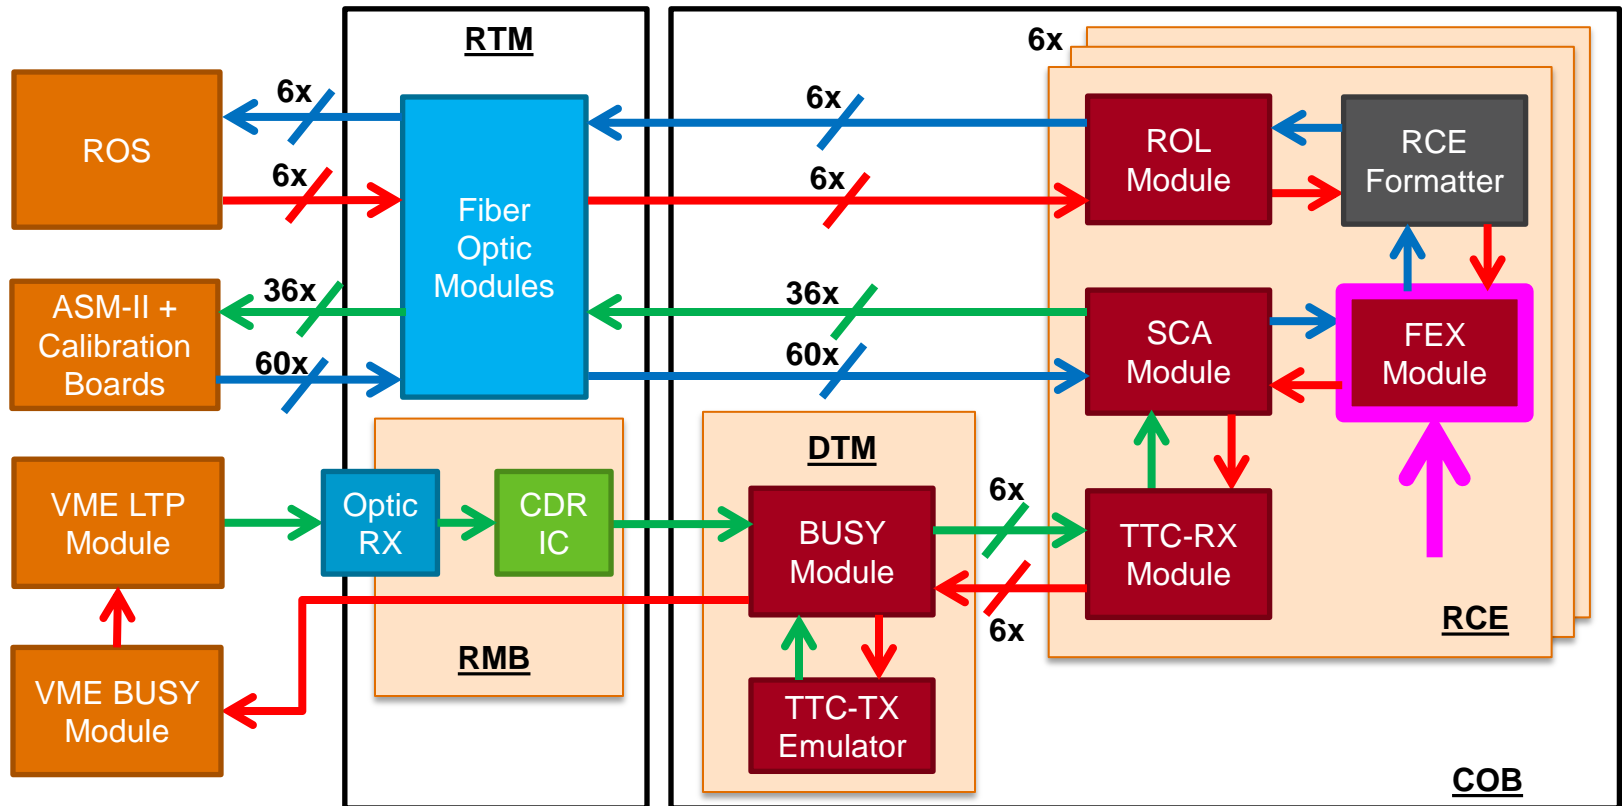 RTM
6x
6x
6x
ROS
6x
6x
Fiber
Optic
Modules
ROL
Module
RCE
Formatter
ASM-II +
Calibration
Boards
36x
60x
36x
60x
SCA
Module
FEX
Module
VME LTP
Module
Optic
RX
CDR
IC
RMB
DTM
BUSY
Module
6x
6x
TTC-RX
Module
RCE
VME BUSY
Module
TTC-TX
Emulator
COB